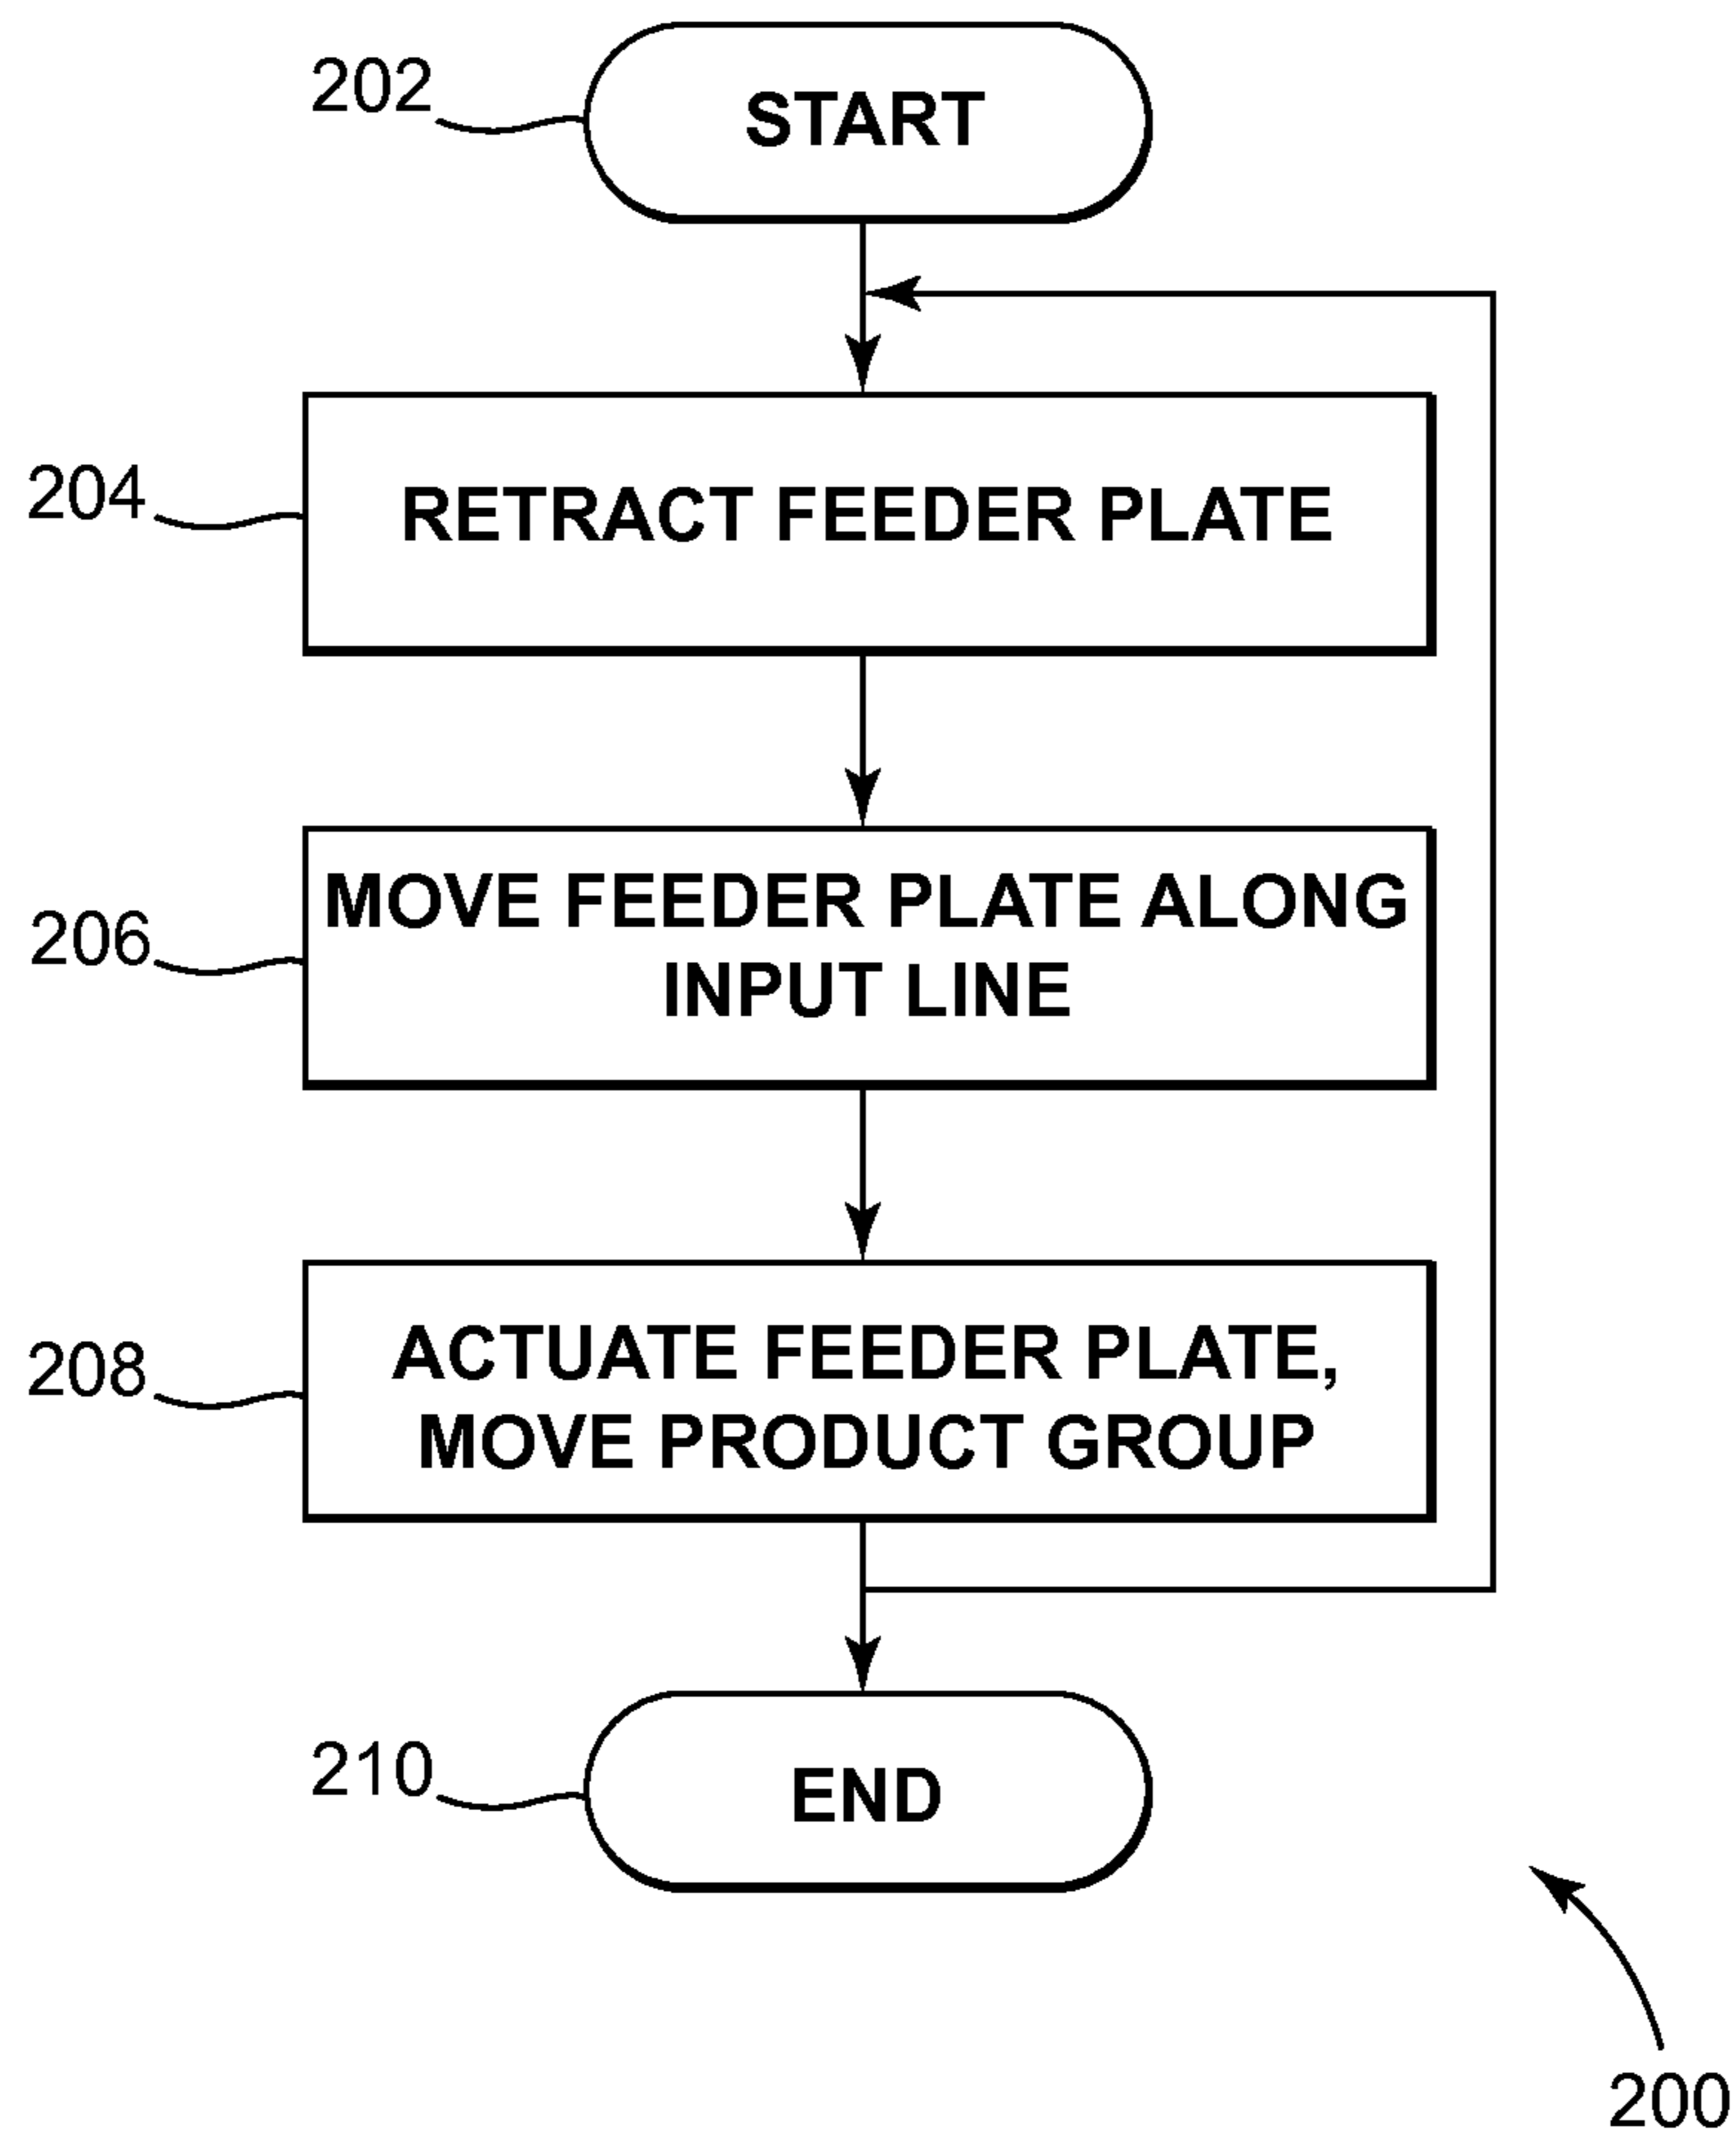 202
START
204
RETRACT FEEDER PLATE
206
MOVE FEEDER PLATE ALONG
INPUT LINE
208
ACTUATE FEEDER PLATE,
MOVE PRODUCT GROUP
210
END
200